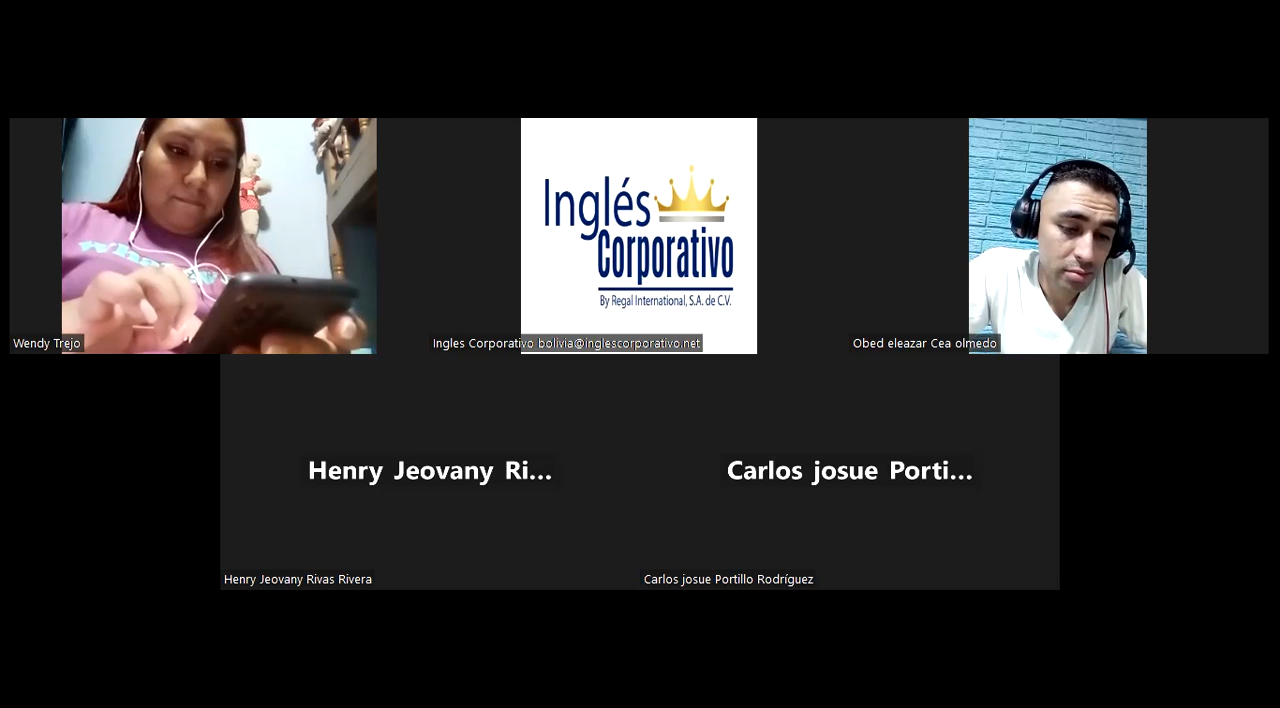 Inglés
Corporativo
By Regal International, S.A. de C.V.
Wendy Trejo
Ingles Corporativo bolivia@inglescorporativo.net
Obed eleazar Cea olmedo
Henry Jeovany Ri...
Carlos josue Porti...
Henry Jeovany Rivas Rivera
Carlos josue Portillo Rodríguez